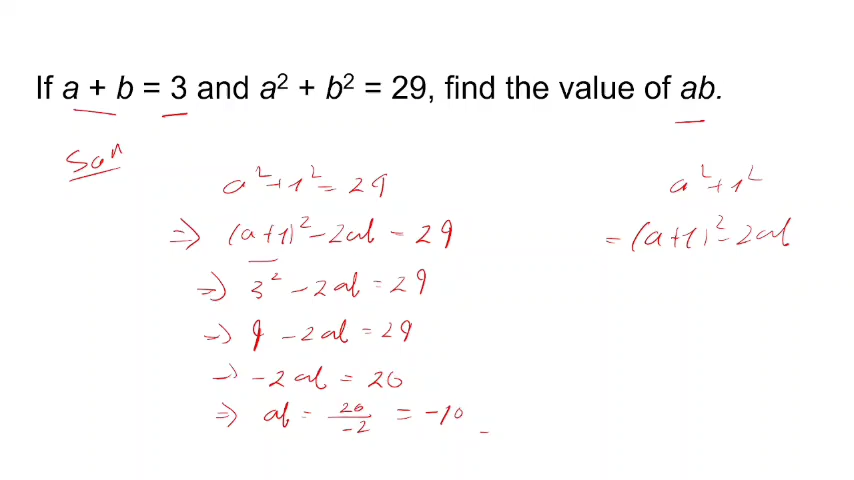 If a + b = 3 and a² + b² = 29, find the value of ab.
Solⁿ
a² + b² = 29
a² + b²
⇒ (a + b)² - 2ab = 29
= (a + b)² - 2ab
⇒ 3² - 2ab = 29
⇒ 9 - 2ab = 29
⇒ -2ab = 20
⇒ ab = 20/-2 = -10